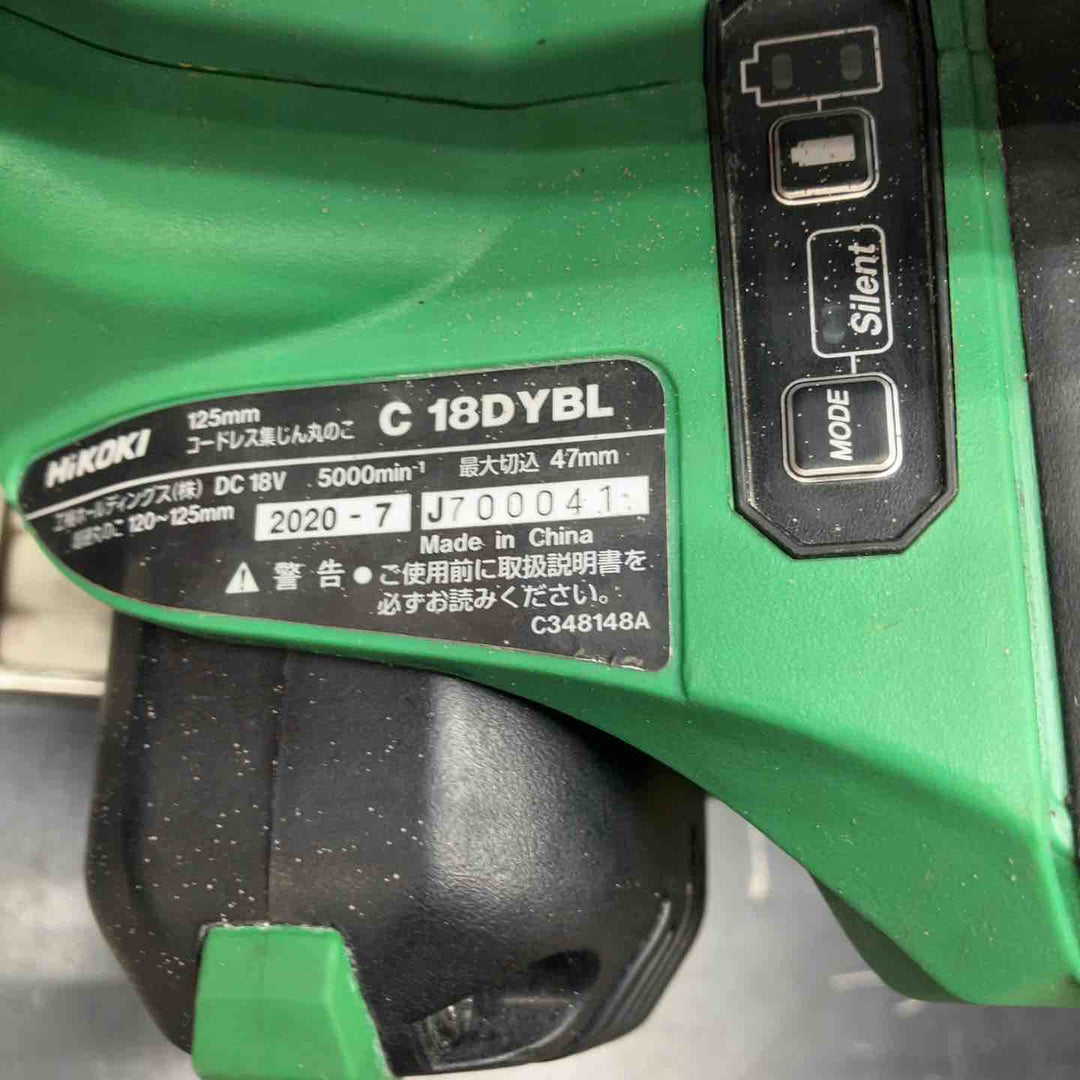 HiKOKI
125mm
コードレス集じん丸のこ
C 18DYBL
工機ホールディングス(株) DC 18V 5000min⁻¹ 最大切込 47mm
120~125mm 2020 - 7 J700041
Made in China
警告 ●ご使用前に取扱説明書を
必ずお読みください。
C348148A
Silent
MODE